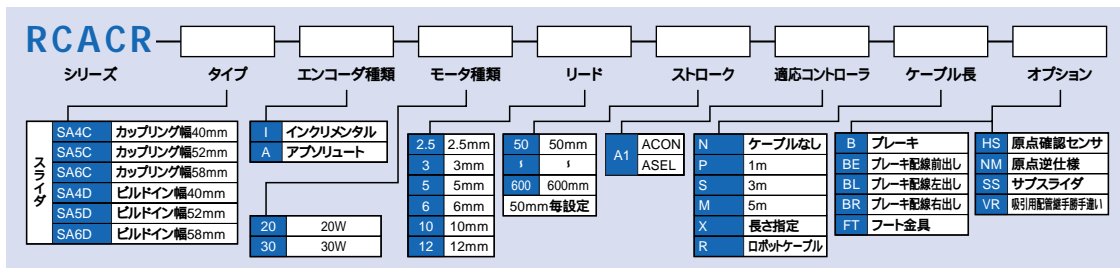 RCACR
シリーズ タイプ エンコーダ種類 モータ種類 リード ストローク 適応コントローラ ケーブル長 オプション
スライダ
SA4C カップリング幅40mm
SA5C カップリング幅52mm
SA6C カップリング幅58mm
SA4D ビルドイン幅40mm
SA5D ビルドイン幅52mm
SA6D ビルドイン幅58mm
I インクリメンタル
A アブソリュート
20 20W
30 30W
2.5 2.5mm
3 3mm
5 5mm
6 6mm
10 10mm
12 12mm
50 50mm
〜 〜
600 600mm
50mm毎設定
A1 ACON
ASEL
N ケーブルなし
P 1m
S 3m
M 5m
X 長さ指定
R ロボットケーブル
B ブレーキ
BE ブレーキ配線前出し
BL ブレーキ配線左出し
BR ブレーキ配線右出し
FT フート金具
HS 原点確認センサ
NM 原点逆仕様
SS サブスライダ
VR 吸引用配管継手勝手違い